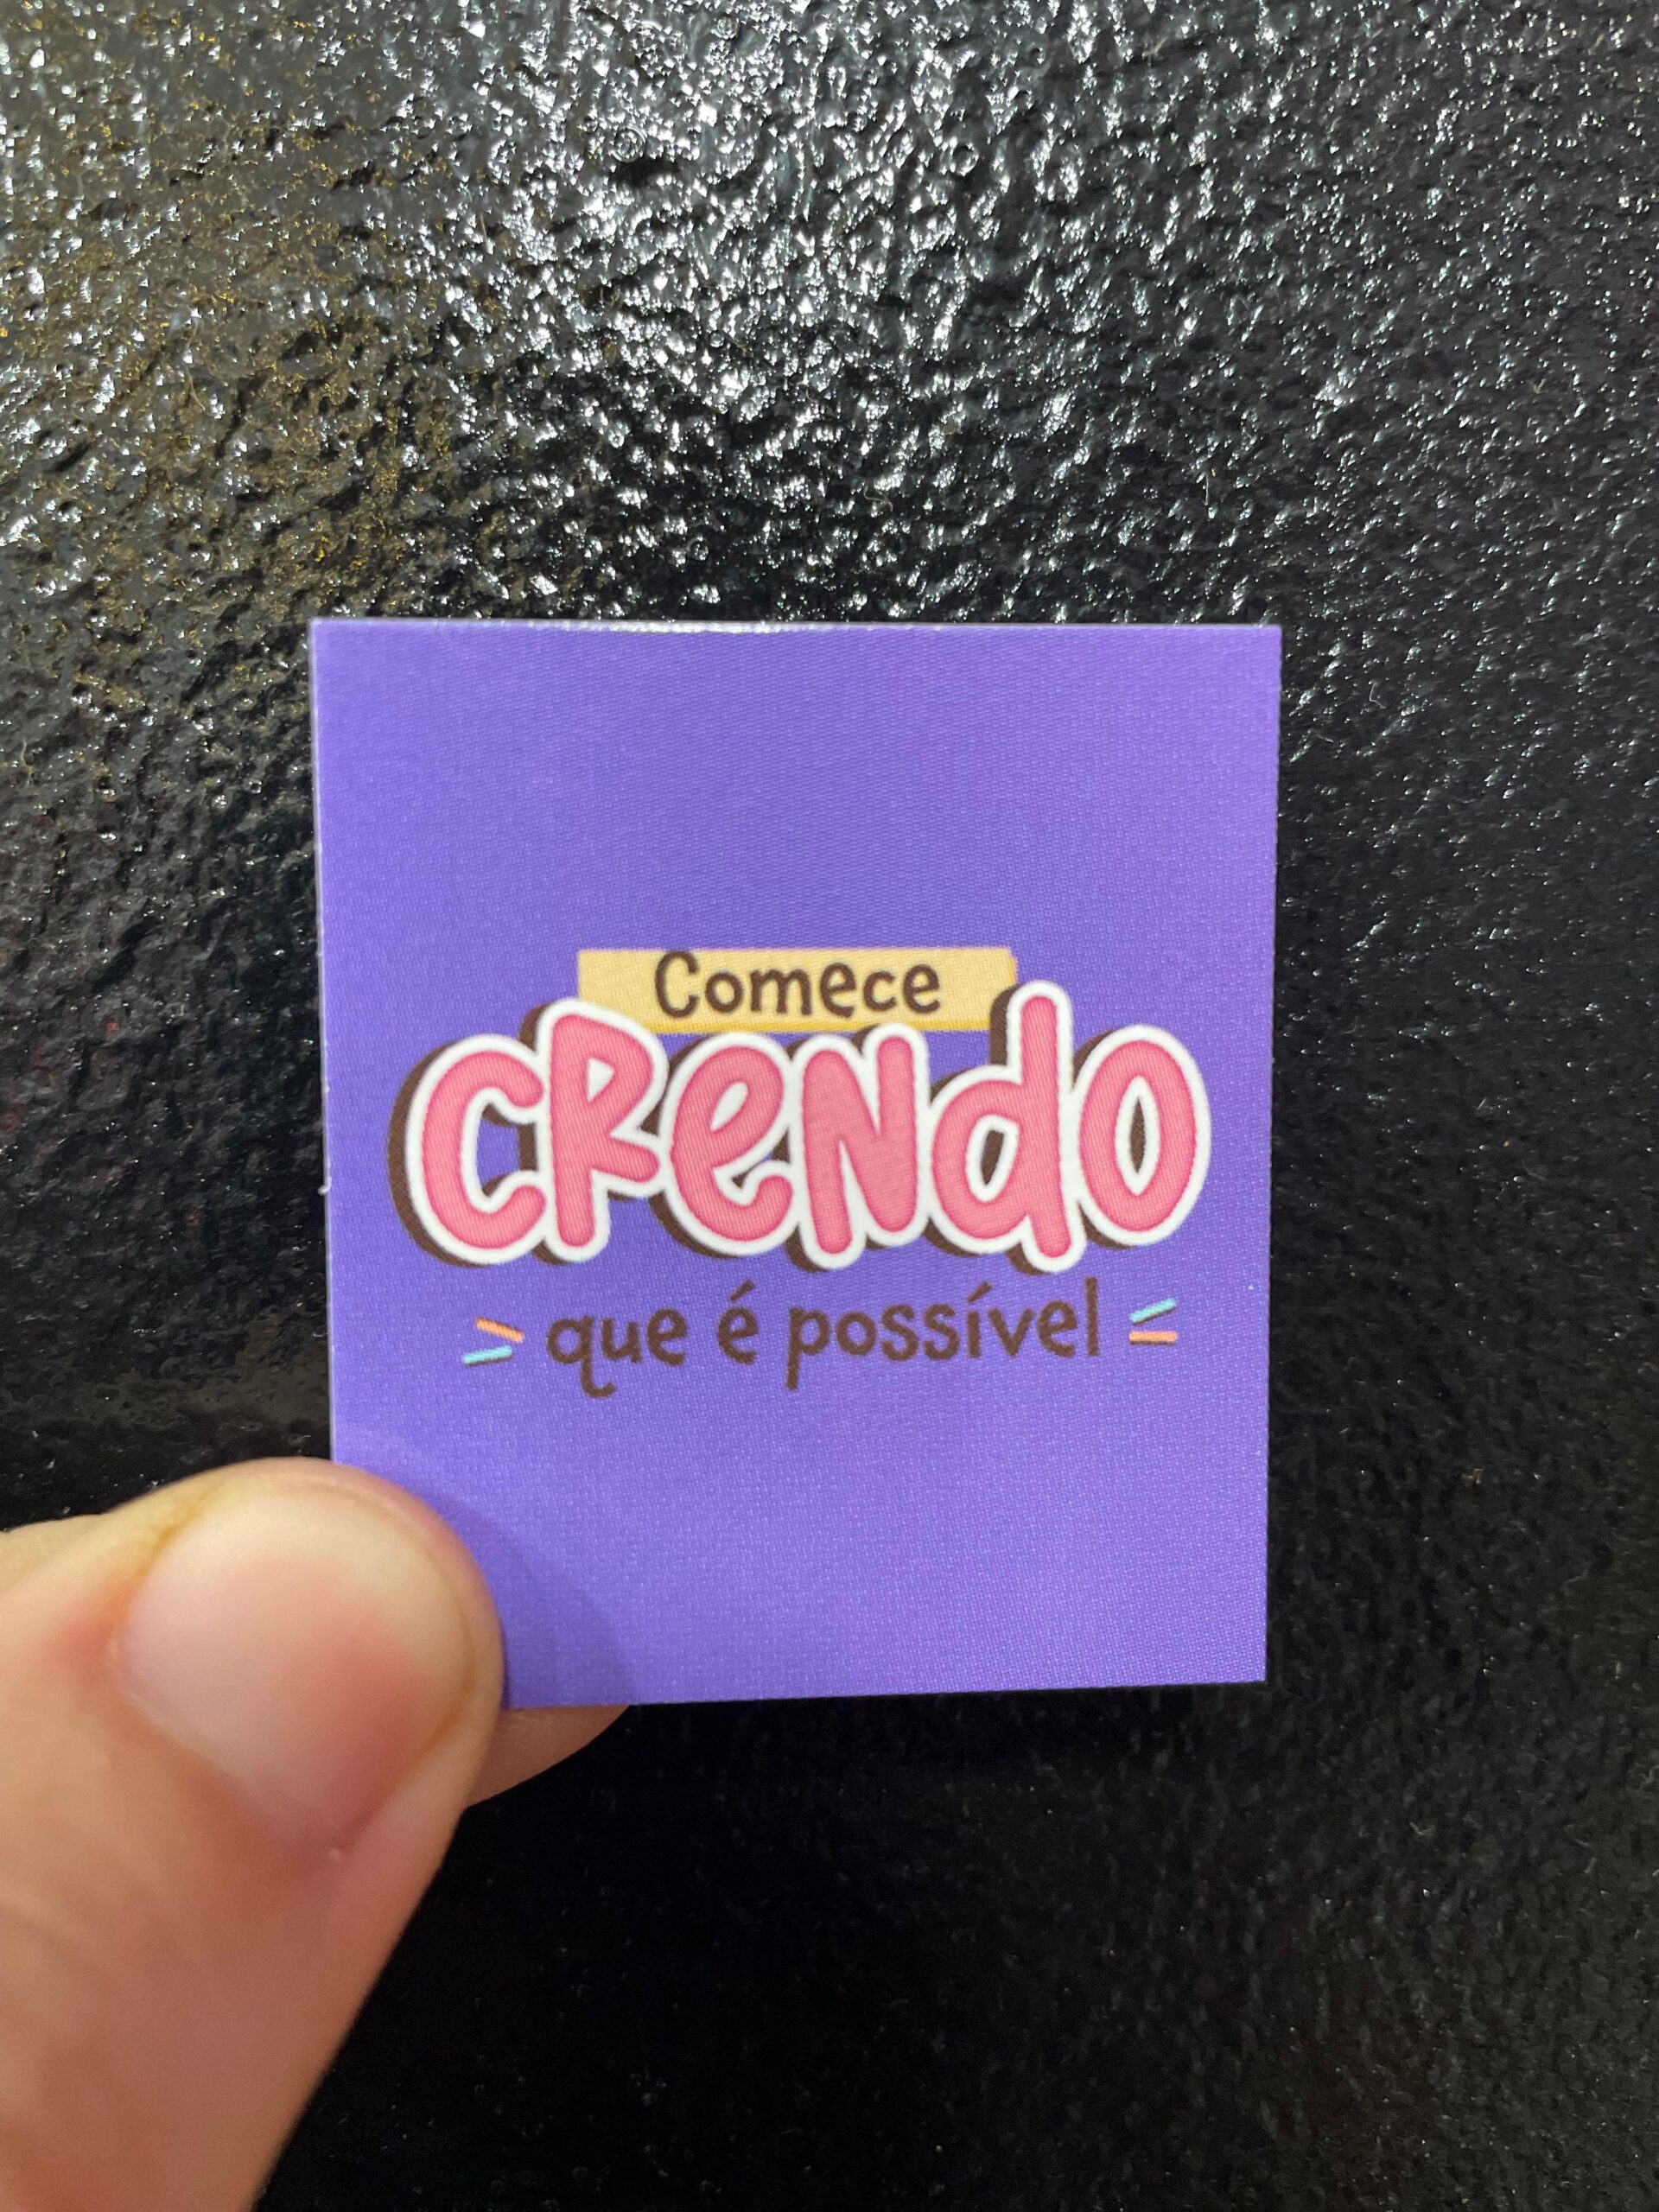 Comece
CRendo
que é possível